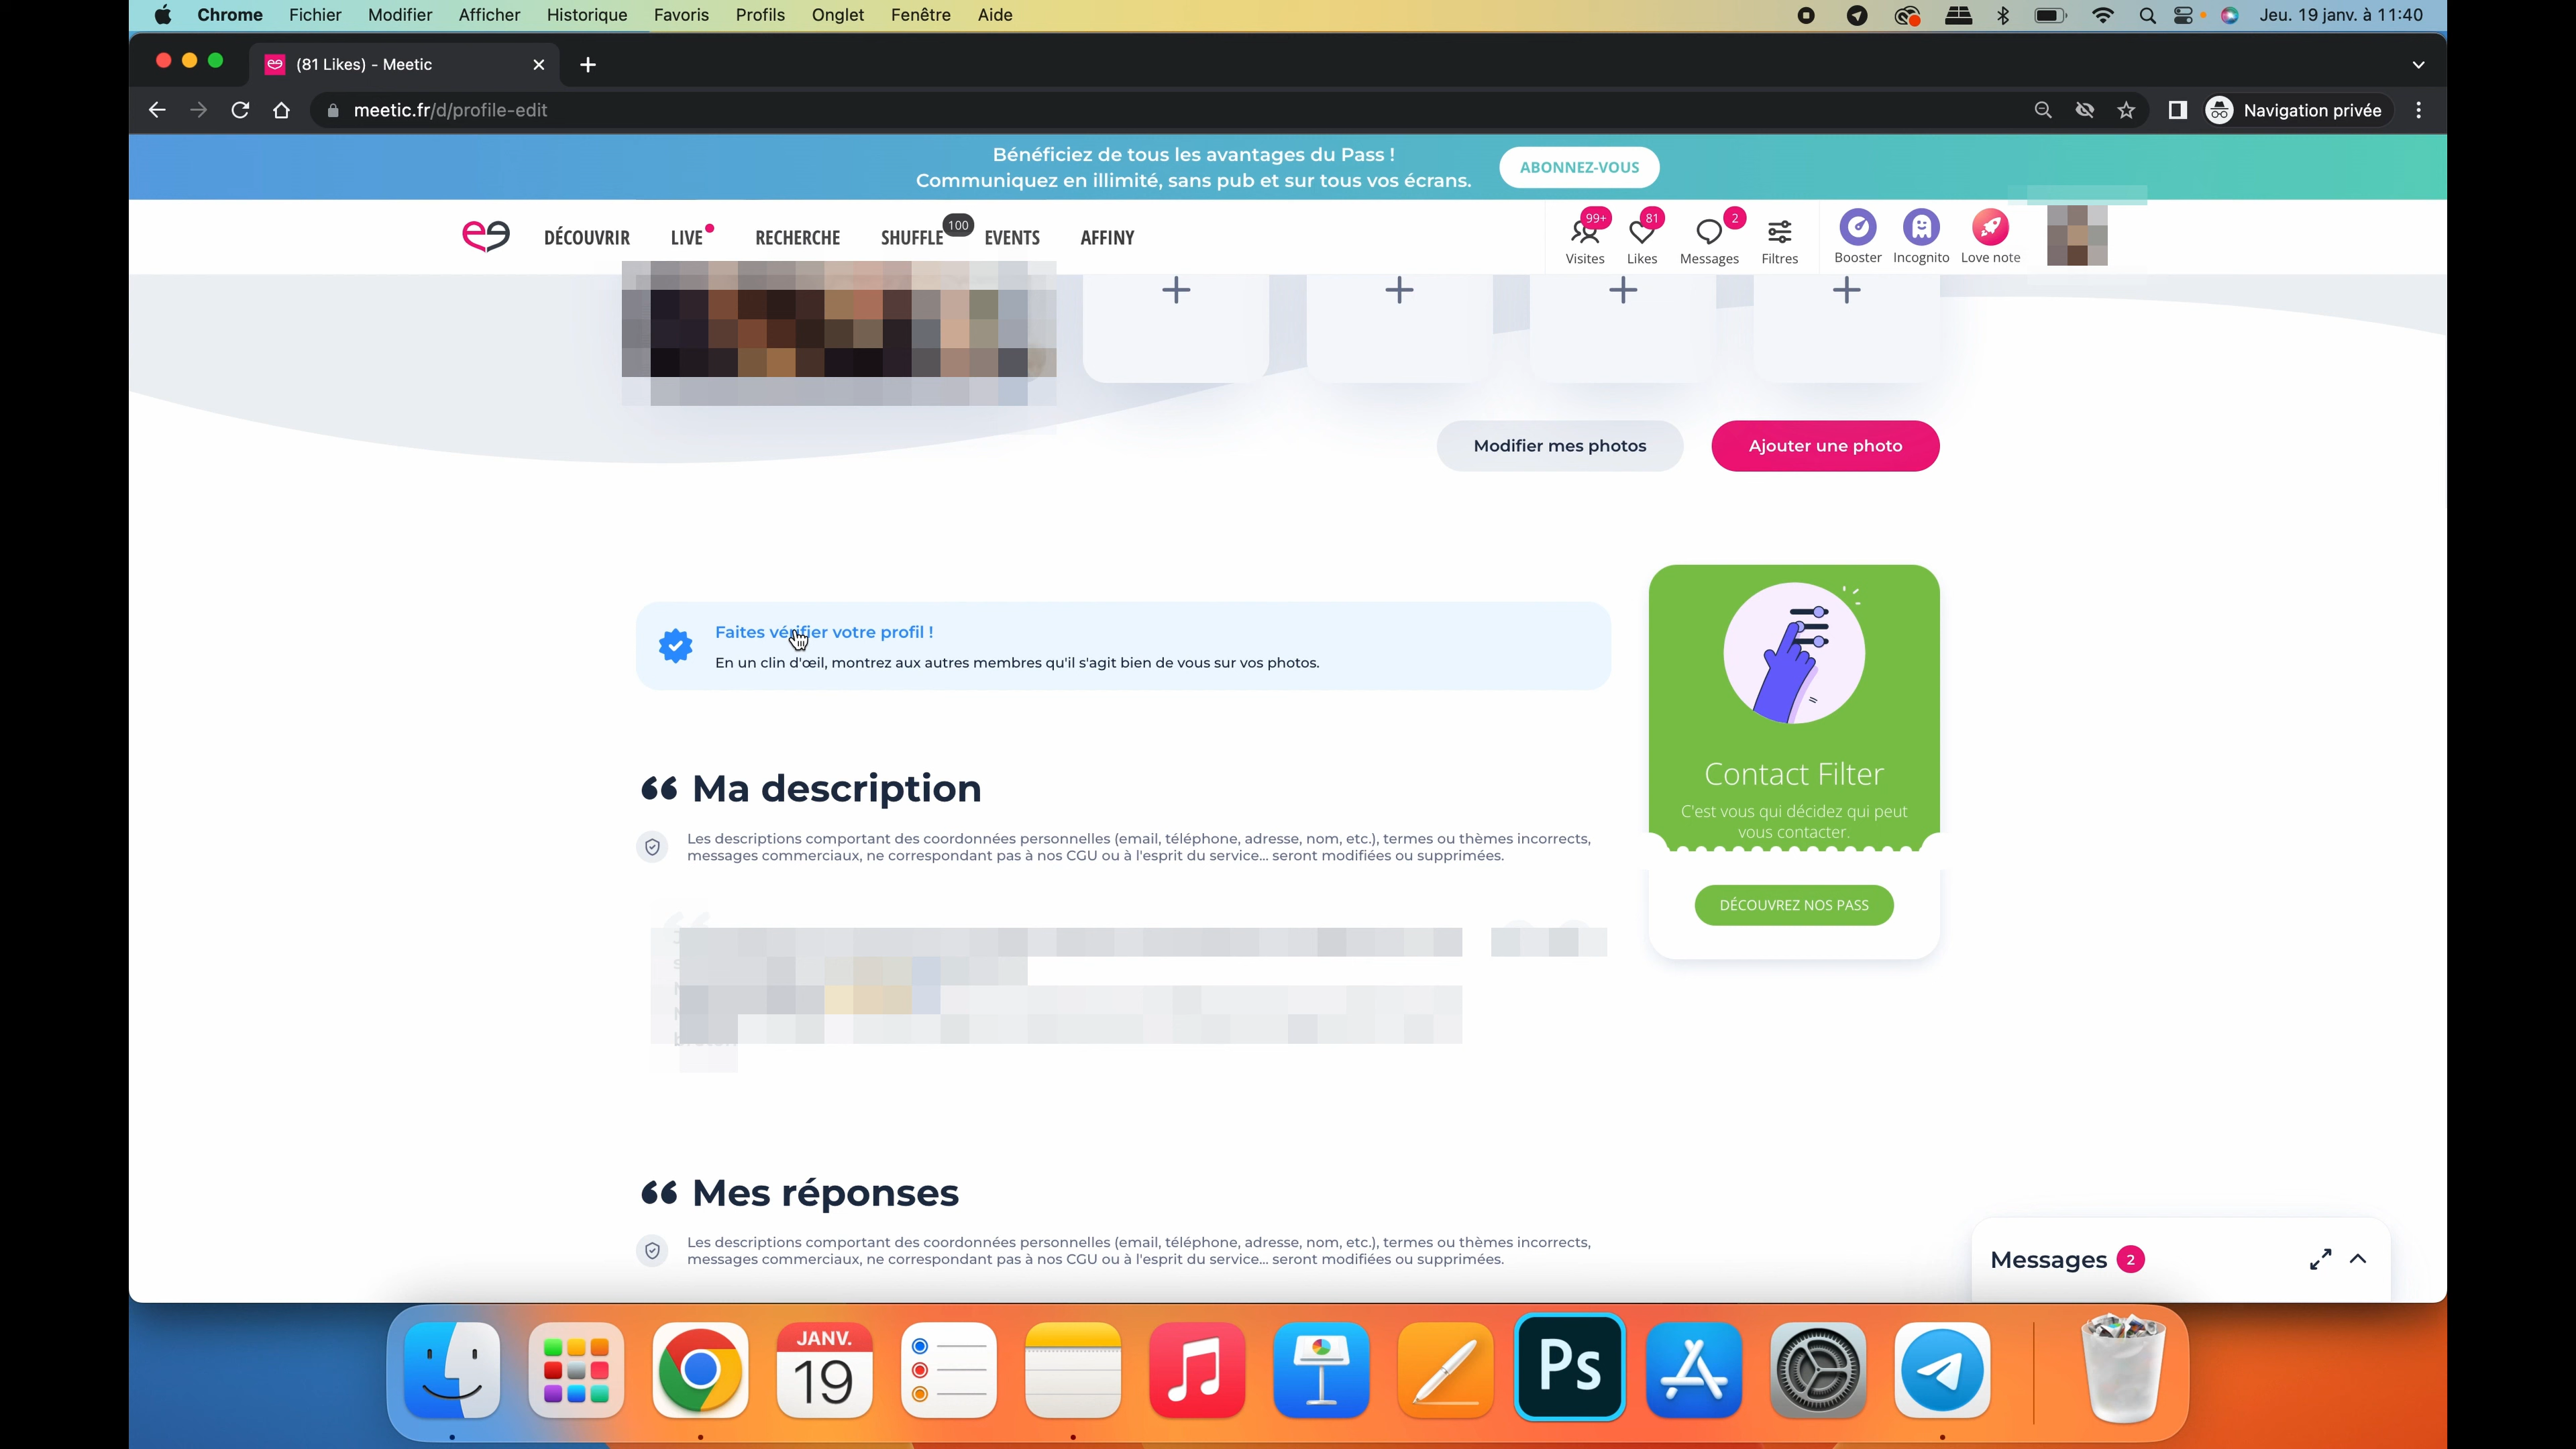 Chrome Fichier Modifier Afficher Historique Favoris Profils Onglet Fenêtre Aide
Jeu. 19 janv. à 11:40
(81 Likes) - Meetic
meetic.fr/d/profile-edit
Navigation privée
Bénéficiez de tous les avantages du Pass !
Communiquez en illimité, sans pub et sur tous vos écrans.
ABONNEZ-VOUS
DÉCOUVRIR LIVE RECHERCHE SHUFFLE 100 EVENTS AFFINY
99+ 81 2
Visites Likes Messages Filtres Booster Incognito Love note
Modifier mes photos
Ajouter une photo
Faites vérifier votre profil !
En un clin d'œil, montrez aux autres membres qu'il s'agit bien de vous sur vos photos.
Contact Filter
C'est vous qui décidez qui peut
vous contacter.
DÉCOUVREZ NOS PASS
Ma description
Les descriptions comportant des coordonnées personnelles (email, téléphone, adresse, nom, etc.), termes ou thèmes incorrects,
messages commerciaux, ne correspondant pas à nos CGU ou à l'esprit du service... seront modifiées ou supprimées.
Mes réponses
Les descriptions comportant des coordonnées personnelles (email, téléphone, adresse, nom, etc.), termes ou thèmes incorrects,
messages commerciaux, ne correspondant pas à nos CGU ou à l'esprit du service... seront modifiées ou supprimées.
Messages 2
JANV.
19
Ps